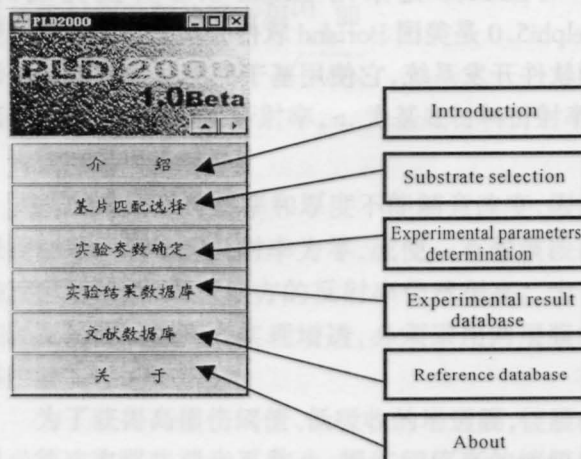 PLD2000
PLD 2000
1.0Beta
介 绍
基片匹配选择
实验参数确定
实验结果数据库
文献数据库
关 于
Introduction
Substrate selection
Experimental parameters
determination
Experimental result
database
Reference database
About